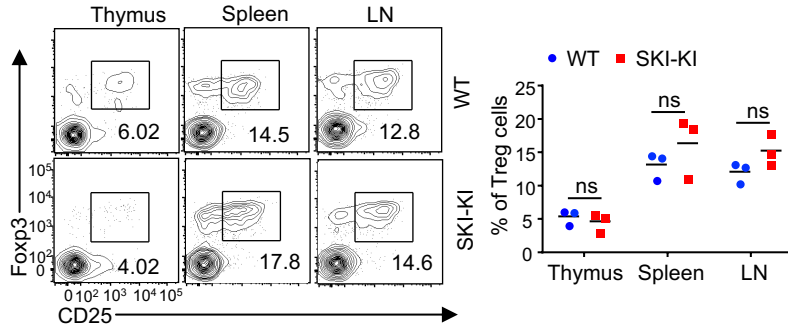 Thymus Spleen LN
6.02 14.5 12.8
WT
Foxp3
10⁵
10⁴
10³
10²
0
4.02 17.8 14.6
SKI-KI
0 10² 10³ 10⁴ 10⁵
CD25
WT SKI-KI
% of Treg cells
25
20
15
10
5
0
ns ns ns
Thymus Spleen LN